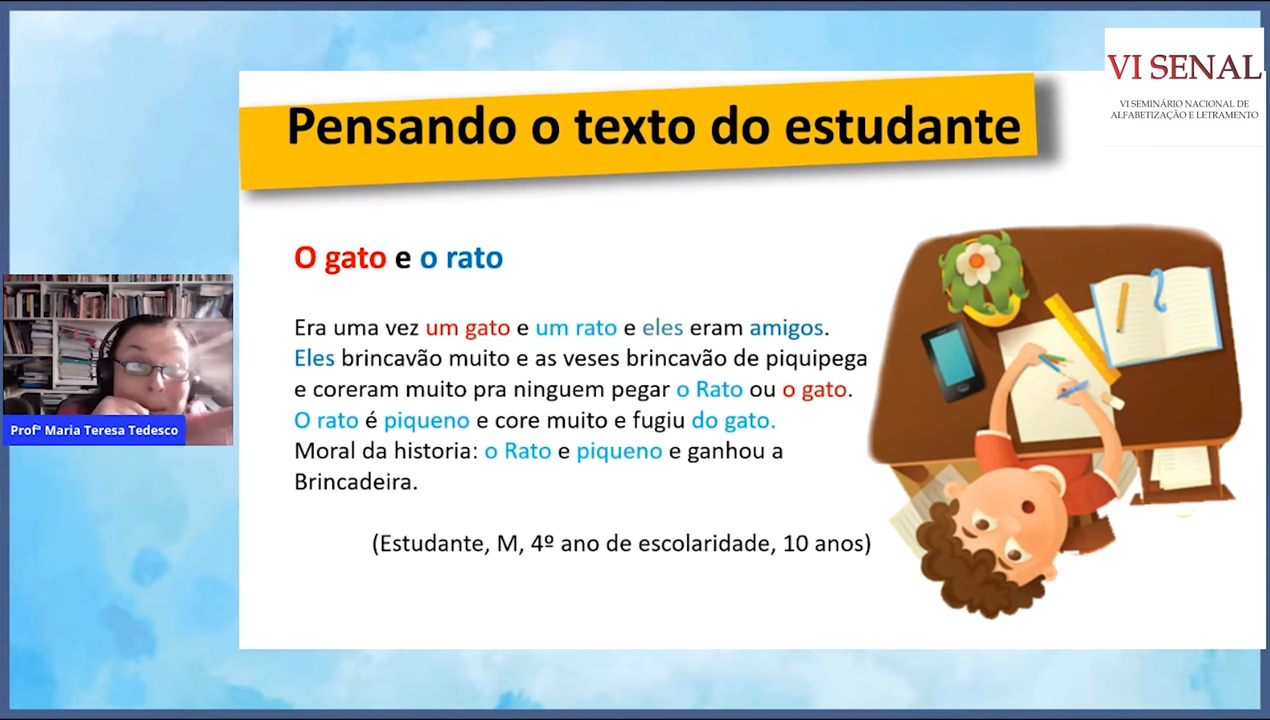 VI SENAL
VI SEMINÁRIO NACIONAL DE
ALFABETIZAÇÃO E LETRAMENTO
Pensando o texto do estudante
O gato e o rato
Era uma vez um gato e um rato e eles eram amigos.
Eles brincavão muito e as veses brincavão de piquipega
e coreram muito pra ninguem pegar o Rato ou o gato.
O rato é piqueno e core muito e fugiu do gato.
Moral da historia: o Rato e piqueno e ganhou a
Brincadeira.
(Estudante, M, 4º ano de escolaridade, 10 anos)
Profª Maria Teresa Tedesco